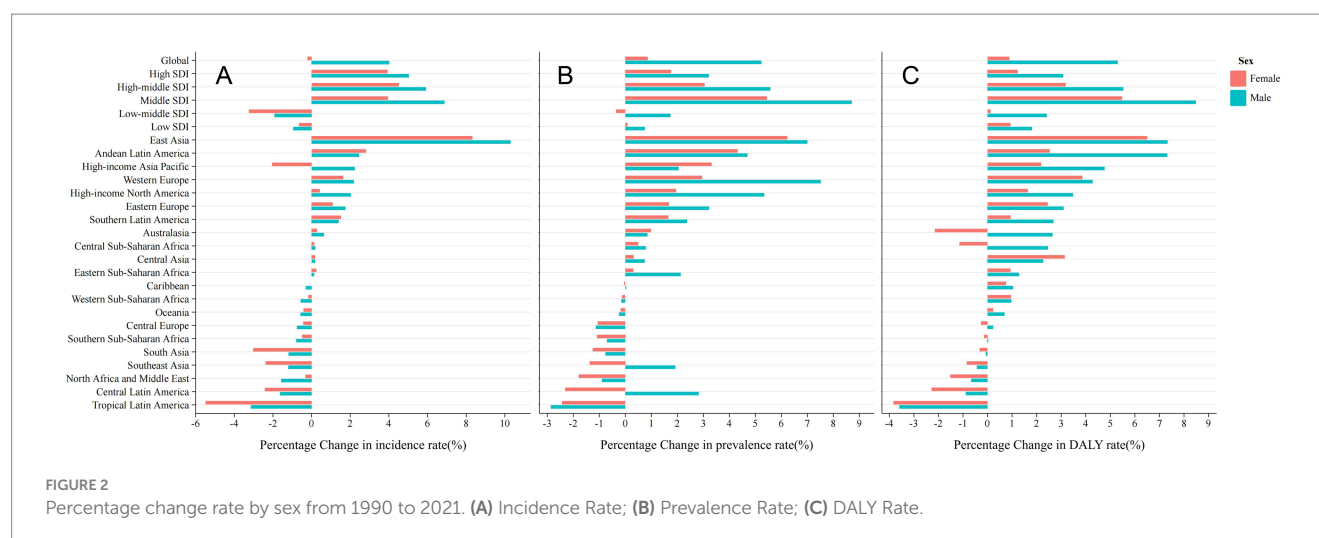 A
B
C
Sex
Female
Male
Global
High SDI
High-middle SDI
Middle SDI
Low-middle SDI
Low SDI
East Asia
Andean Latin America
High-income Asia Pacific
Western Europe
High-income North America
Eastern Europe
Southern Latin America
Australasia
Central Sub-Saharan Africa
Central Asia
Eastern Sub-Saharan Africa
Caribbean
Western Sub-Saharan Africa
Oceania
Central Europe
Southern Sub-Saharan Africa
South Asia
Southeast Asia
North Africa and Middle East
Central Latin America
Tropical Latin America
-6 -4 -2 0 2 4 6 8 10
-3 -2 -1 0 1 2 3 4 5 6 7 8 9
-4 -3 -2 -1 0 1 2 3 4 5 6 7 8 9
Percentage Change in incidence rate(%)
Percentage Change in prevalence rate(%)
Percentage Change in DALY rate(%)
FIGURE 2
Percentage change rate by sex from 1990 to 2021. (A) Incidence Rate; (B) Prevalence Rate; (C) DALY Rate.